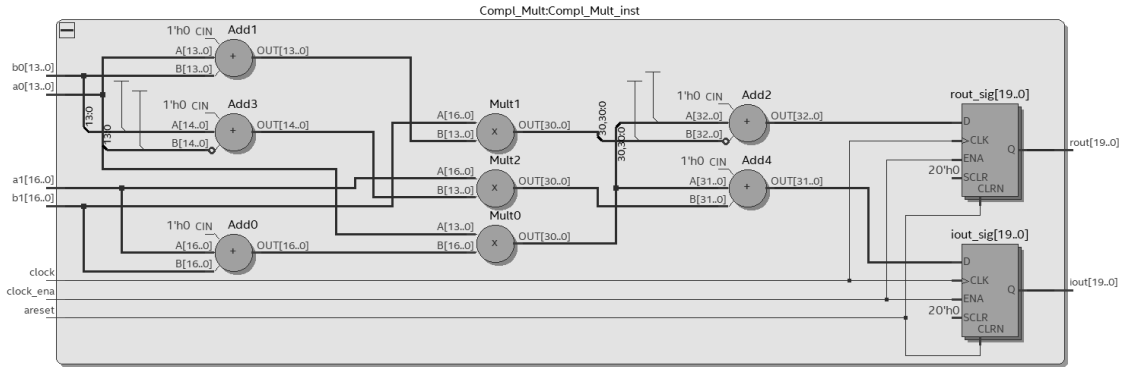 Compl_Mult:Compl_Mult_inst
1'h0 CIN
Add1
A[13..0]
B[13..0]
+
OUT[13..0]
b0[13..0]
a0[13..0]
13:0
13:0
1'h0 CIN
Add3
A[14..0]
B[14..0]
+
OUT[14..0]
a1[16..0]
b1[16..0]
1'h0 CIN
Add0
A[16..0]
B[16..0]
+
OUT[16..0]
Mult1
A[16..0]
B[13..0]
x
OUT[30..0]
Mult2
A[16..0]
B[13..0]
x
OUT[30..0]
Mult0
A[13..0]
B[16..0]
x
OUT[30..0]
30,30:0
30,30:0
1'h0 CIN
Add2
A[32..0]
B[32..0]
+
OUT[32..0]
1'h0 CIN
Add4
A[31..0]
B[31..0]
+
OUT[31..0]
rout_sig[19..0]
D
>CLK
ENA
20'h0
SCLR
CLRN
Q
rout[19..0]
iout_sig[19..0]
D
>CLK
ENA
20'h0
SCLR
CLRN
Q
iout[19..0]
clock
clock_ena
areset